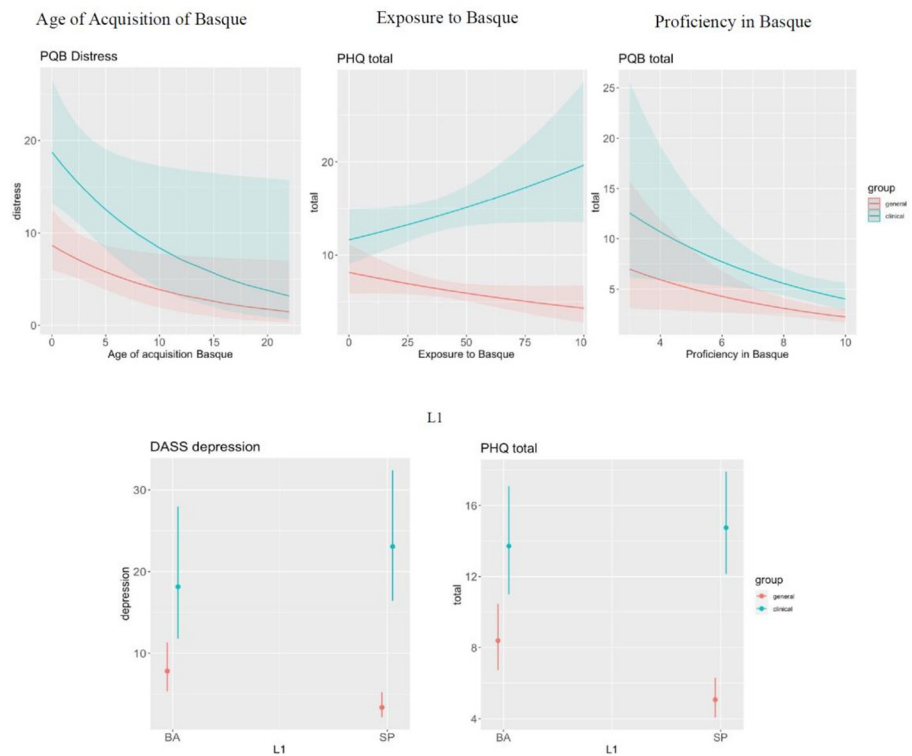 Age of Acquisition of Basque
Exposure to Basque
Proficiency in Basque
PQB Distress
20
10
0
distress
0 5 10 15 20
Age of acquisition Basque
PHQ total
20
10
total
0 25 50 75 100
Exposure to Basque
PQB total
25
20
15
10
5
total
4 6 8 10
Proficiency in Basque
group
general
clinical
L1
DASS depression
30
20
10
depression
BA SP
L1
PHQ total
16
12
8
4
total
BA SP
L1
group
general
clinical